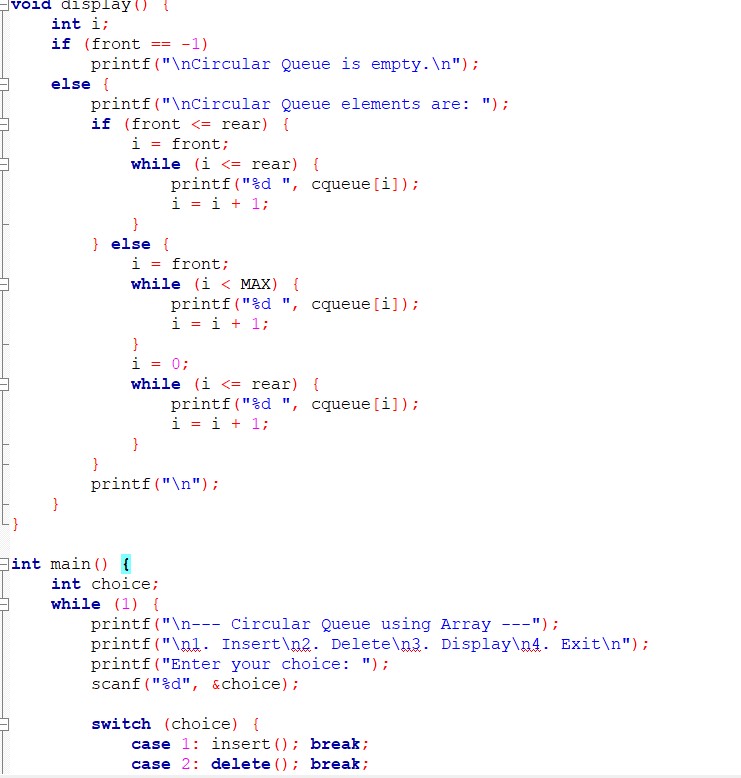 void display() {
    int i;
    if (front == -1)
        printf("\nCircular Queue is empty.\n");
    else {
        printf("\nCircular Queue elements are: ");
        if (front <= rear) {
            i = front;
            while (i <= rear) {
                printf("%d ", cqueue[i]);
                i = i + 1;
            }
        } else {
            i = front;
            while (i < MAX) {
                printf("%d ", cqueue[i]);
                i = i + 1;
            }
            i = 0;
            while (i <= rear) {
                printf("%d ", cqueue[i]);
                i = i + 1;
            }
        }
        printf("\n");
    }
}

int main() {
    int choice;
    while (1) {
        printf("\n--- Circular Queue using Array ---");
        printf("\n1. Insert\n2. Delete\n3. Display\n4. Exit\n");
        printf("Enter your choice: ");
        scanf("%d", &choice);

        switch (choice) {
            case 1: insert(); break;
            case 2: delete(); break;